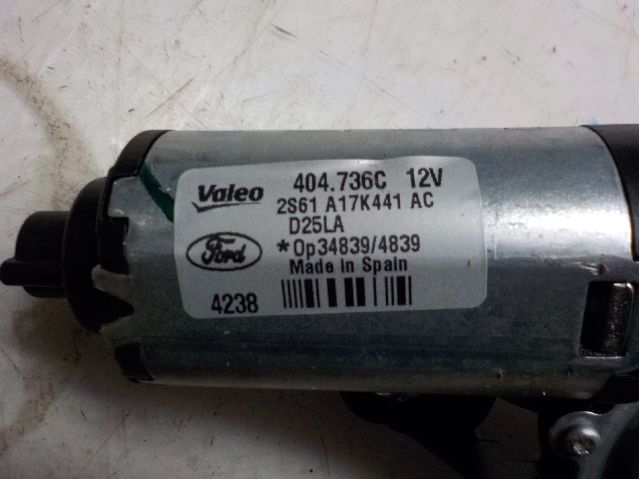 Valeo 404.736C 12V
2S61 A17K441 AC
D25LA
Ford *Op34839/4839
Made in Spain
4238